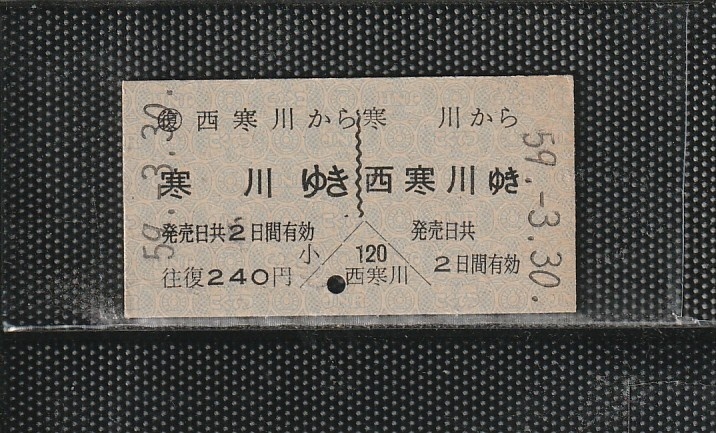 ㊝西寒川から
寒川ゆき
発売日共2日間有効
往復240円
寒川から
西寒川ゆき
発売日共
2日間有効
小
120
西寒川
59.-3.30.
59.-3.30.